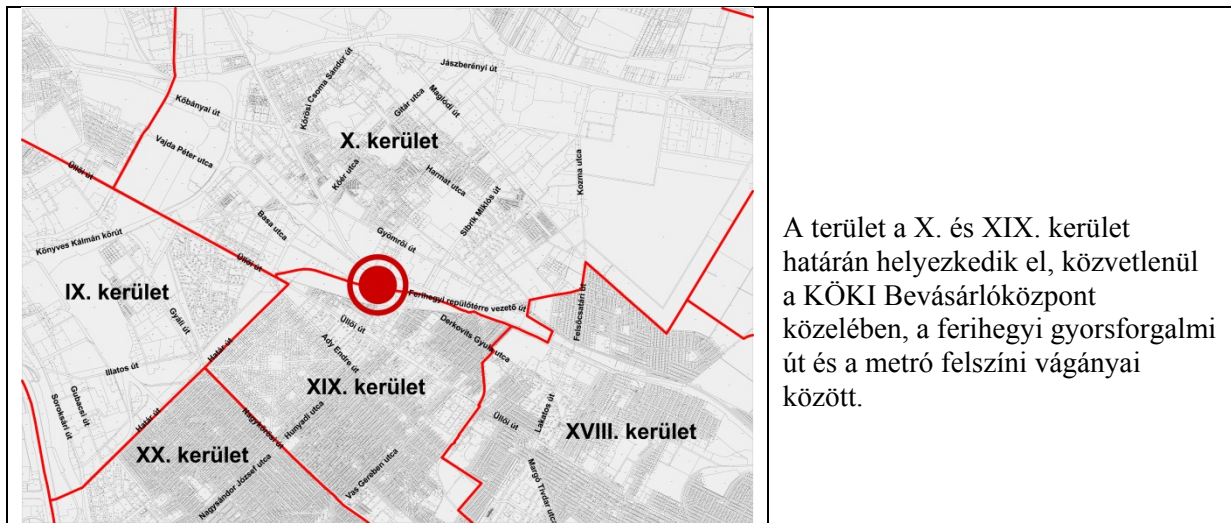 Jászberényi út
Kőrösi Csoma Sándor út
Gitár utca
Maglódi út
Kőbányai út
X. kerület
Vajda Péter utca
Kőér utca
Harmat utca
Kozma utca
Üllői út
Sibrik Miklós út
Basa utca
Gyömrői út
Könyves Kálmán körút
Üllői út
IX. kerület
Ferihegyi repülőtérre vezető út
Felsőcsatári út
Gyáli út
Üllői út
Derkovits Gyula utca
Ady Endre út
Határ út
Illatos út
XIX. kerület
Gubacsi út
Soroksári út
Határ út
Nagykőrösi út
Hunyadi utca
Lakatos út
Üllői út
XVIII. kerület
XX. kerület
Nagysándor József utca
Vas Gereben utca
Margó Tivdar utca
A terület a X. és XIX. kerület
határán helyezkedik el, közvetlenül
a KÖKI Bevásárlóközpont
közelében, a ferihegyi gyorsforgalmi
út és a metró felszíni vágányai
között.